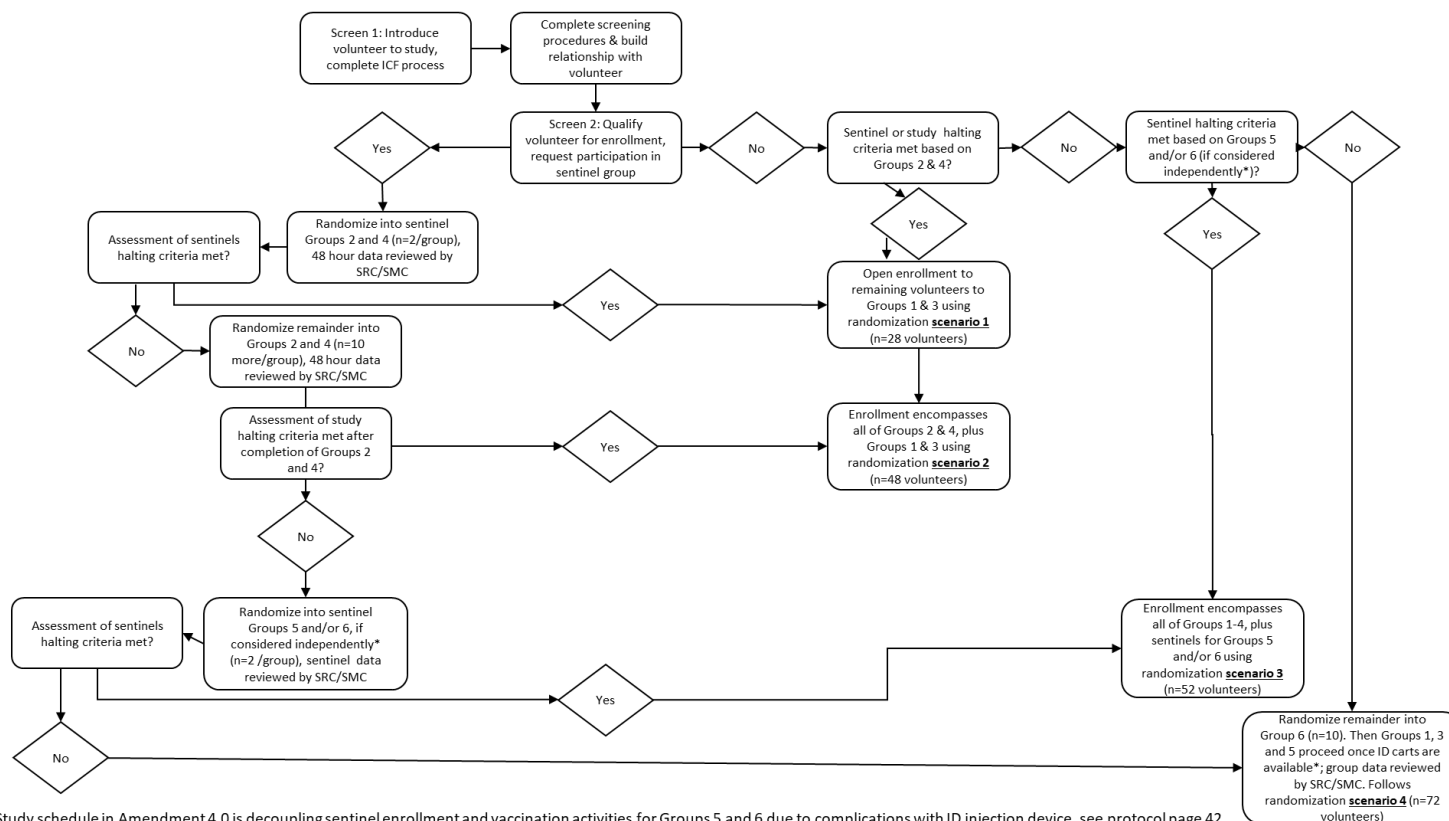 Screen 1: Introduce
volunteer to study,
complete ICF process
Complete screening
procedures & build
relationship with
volunteer
Screen 2: Qualify
volunteer for enrollment,
request participation in
sentinel group
Yes
No
Sentinel or study halting
criteria met based on
Groups 2 & 4?
No
Sentinel halting criteria
met based on Groups 5
and/or 6 (if considered
independently*)?
No
Yes
Yes
Assessment of sentinels
halting criteria met?
Randomize into sentinel
Groups 2 and 4 (n=2/group),
48 hour data reviewed by
SRC/SMC
Yes
Open enrollment to
remaining volunteers to
Groups 1 & 3 using
randomization scenario 1
(n=28 volunteers)
No
Randomize remainder into
Groups 2 and 4 (n=10
more/group), 48 hour data
reviewed by SRC/SMC
Assessment of study
halting criteria met after
completion of Groups 2
and 4?
Yes
Enrollment encompasses
all of Groups 2 & 4, plus
Groups 1 & 3 using
randomization scenario 2
(n=48 volunteers)
No
Assessment of sentinels
halting criteria met?
Randomize into sentinel
Groups 5 and/or 6, if
considered independently*
(n=2 /group), sentinel data
reviewed by SRC/SMC
Yes
Enrollment encompasses
all of Groups 1-4, plus
sentinels for Groups 5
and/or 6 using
randomization scenario 3
(n=52 volunteers)
No
Randomize remainder into
Group 6 (n=10). Then Groups 1, 3
and 5 proceed once ID carts are
available*; group data reviewed
by SRC/SMC. Follows
randomization scenario 4 (n=72
volunteers)
Study schedule in Amendment 4.0 is decoupling sentinel enrollment and vaccination activities for Groups 5 and 6 due to complications with ID injection device, see protocol page 42